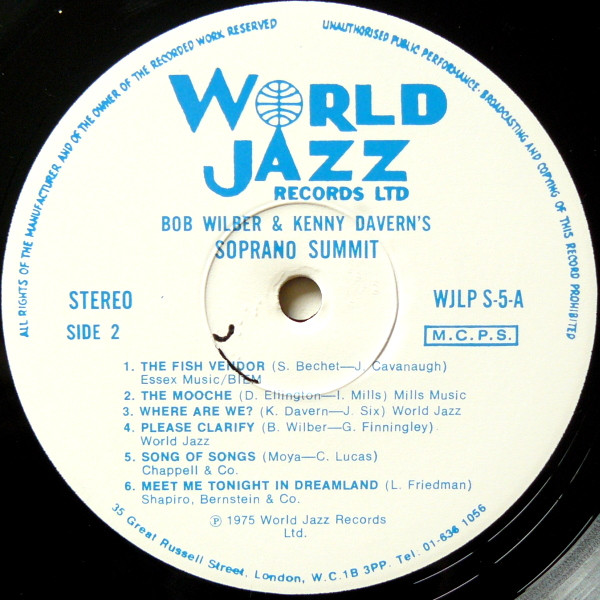 ALL RIGHTS OF THE MANUFACTURER AND OF THE OWNER OF THE RECORDED WORK RESERVED
UNAUTHORISED PUBLIC PERFORMANCE, BROADCASTING AND COPYING OF THIS RECORD PROHIBITED
WORLD
JAZZ
RECORDS LTD
BOB WILBER & KENNY DAVERN'S
SOPRANO SUMMIT
STEREO
WJLP S-5-A
SIDE 2
M.C.P.S.
1. THE FISH VENDOR (S. Bechet—J. Cavanaugh)
Essex Music/BIEM
2. THE MOOCHE (D. Ellington—I. Mills) Mills Music
3. WHERE ARE WE? (K. Davern—J. Six) World Jazz
4. PLEASE CLARIFY (B. Wilber—G. Finningley)
World Jazz
5. SONG OF SONGS (Moya—C. Lucas)
Chappell & Co.
6. MEET ME TONIGHT IN DREAMLAND (L. Friedman)
Shapiro, Bernstein & Co.
℗ 1975 World Jazz Records
Ltd.
35 Great Russell Street, London, W.C.1B 3PP. Tel. 01-636 1056